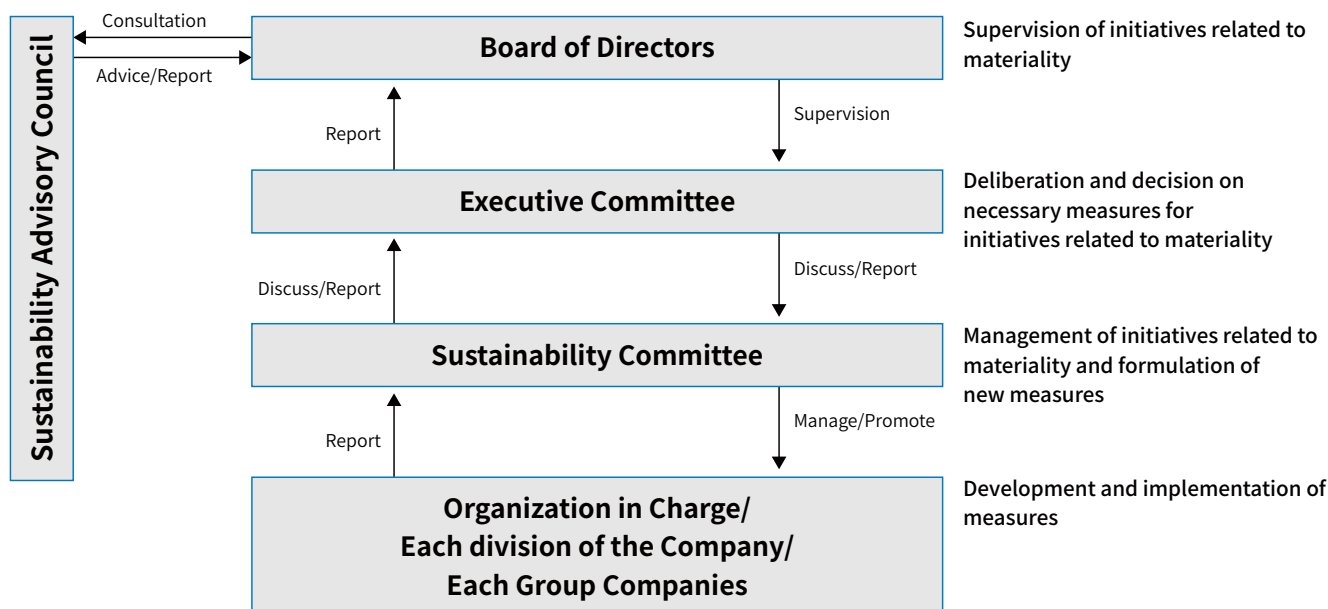 Sustainability Advisory Council
Consultation
Advice/Report
Board of Directors
Supervision of initiatives related to
materiality
Report
Supervision
Executive Committee
Deliberation and decision on
necessary measures for
initiatives related to materiality
Discuss/Report
Discuss/Report
Sustainability Committee
Management of initiatives related to
materiality and formulation of
new measures
Report
Manage/Promote
Organization in Charge/
Each division of the Company/
Each Group Companies
Development and implementation of
measures